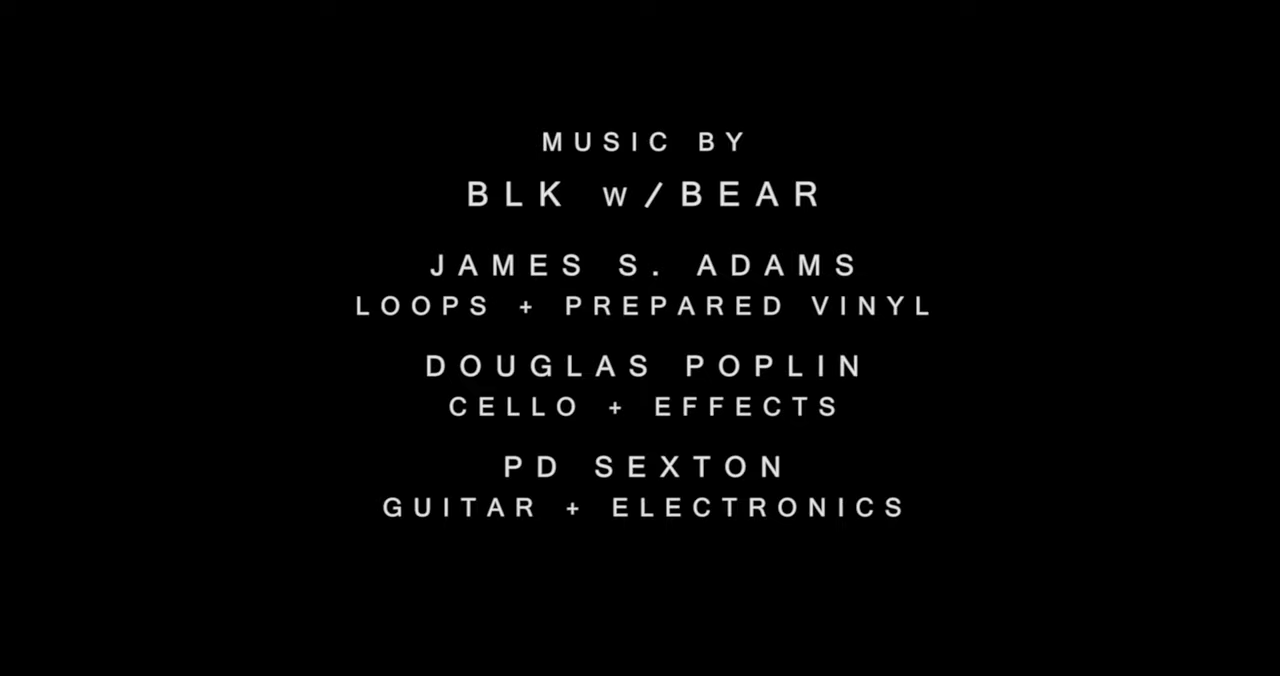 MUSIC BY
BLK w/BEAR
JAMES S. ADAMS
LOOPS + PREPARED VINYL
DOUGLAS POPLIN
CELLO + EFFECTS
PD SEXTON
GUITAR + ELECTRONICS